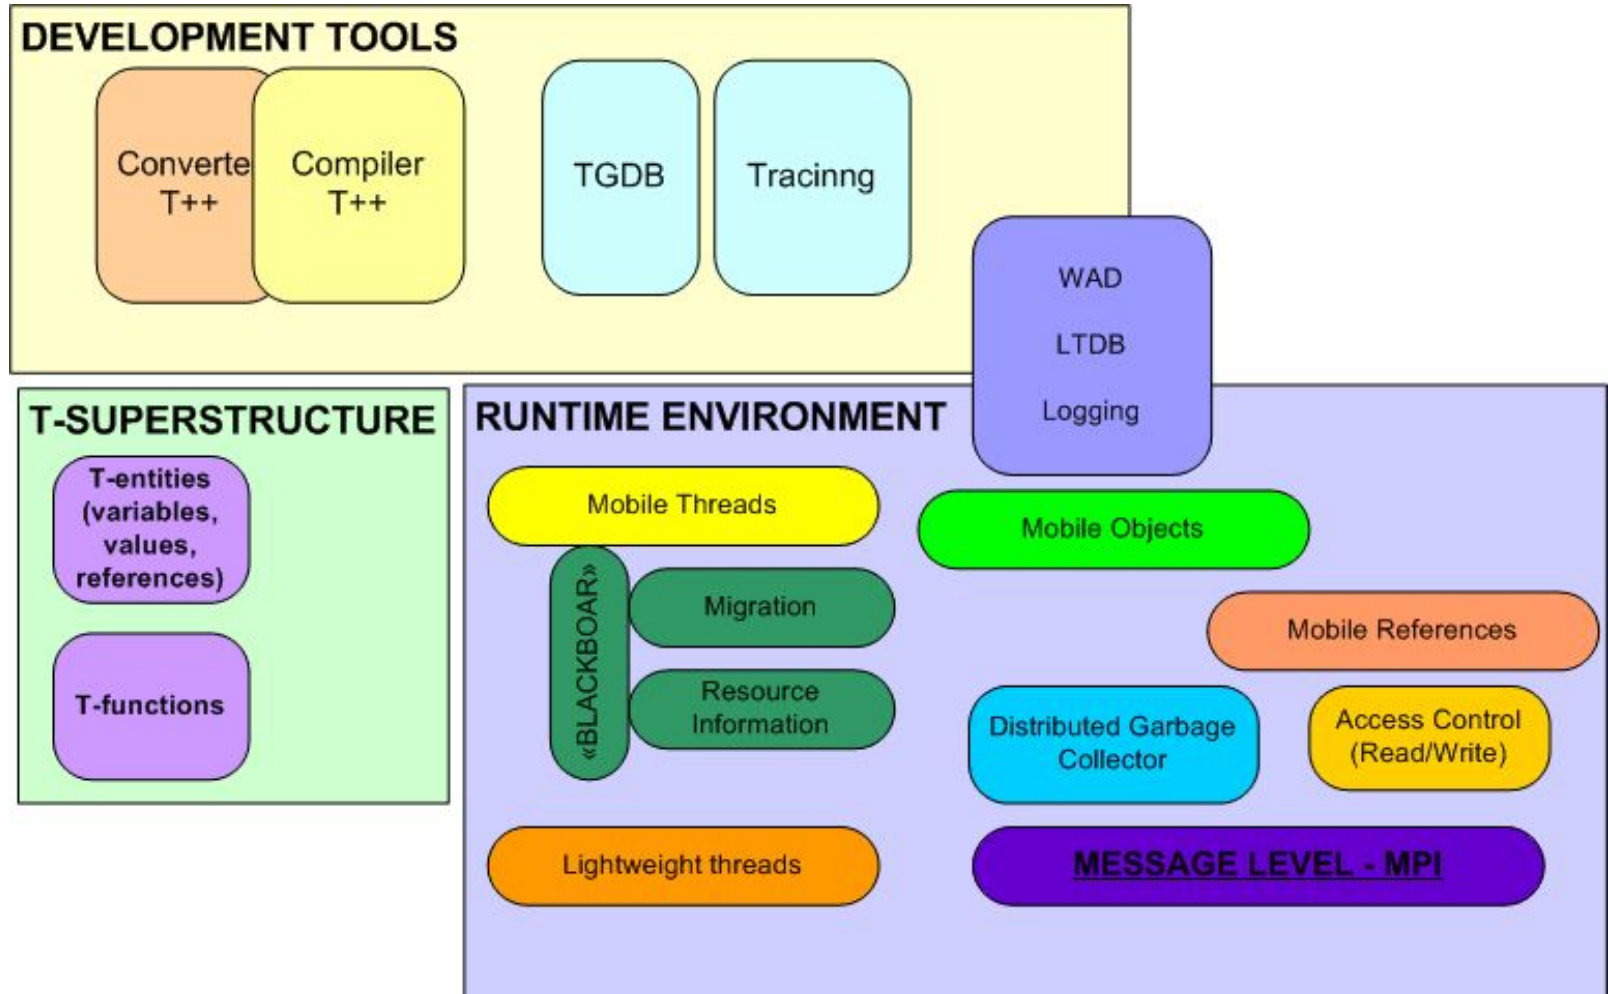 DEVELOPMENT TOOLS
Converte
T++
Compiler
T++
TGDB
Tracinng
WAD
LTDB
Logging
T-SUPERSTRUCTURE
T-entities
(variables,
values,
references)
T-functions
RUNTIME ENVIRONMENT
Mobile Threads
«BLACKBOAR»
Migration
Resource
Information
Lightweight threads
Mobile Objects
Mobile References
Distributed Garbage
Collector
Access Control
(Read/Write)
MESSAGE LEVEL - MPI